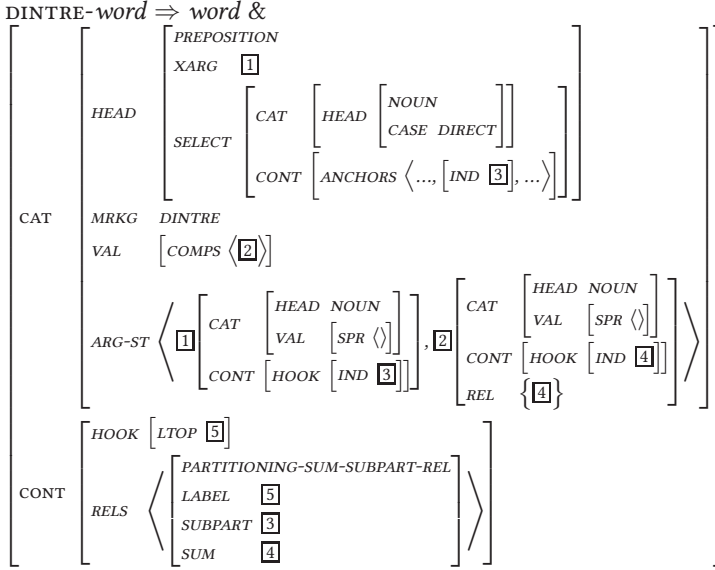 DINTRE-word ⇒ word &
PREPOSITION
XARG 1
HEAD
NOUN
CAT HEAD
CASE DIRECT
SELECT
CONT ANCHORS ⟨..., [IND 3], ...⟩
CAT MRKG DINTRE
VAL [COMPS ⟨2⟩]
HEAD NOUN HEAD NOUN
CAT CAT
VAL [SPR ⟨⟩] VAL [SPR ⟨⟩]
ARG-ST ⟨ 1 , 2 ⟩
CONT [HOOK [IND 3]] CONT [HOOK [IND 4]]
REL {4}
HOOK [LTOP 5]
PARTITIONING-SUM-SUBPART-REL
CONT LABEL 5
RELS ⟨ ⟩
SUBPART 3
SUM 4